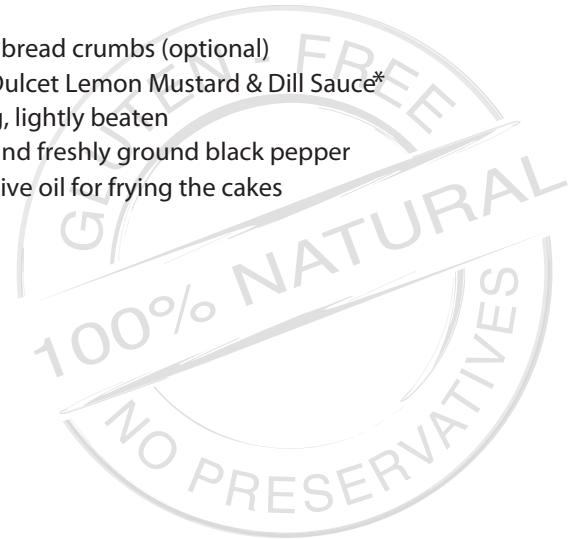 bread crumbs (optional)
Dulcet Lemon Mustard & Dill Sauce*
, lightly beaten
nd freshly ground black pepper
ive oil for frying the cakes
GLUTEN - FREE
100% NATURAL
NO PRESERVATIVES